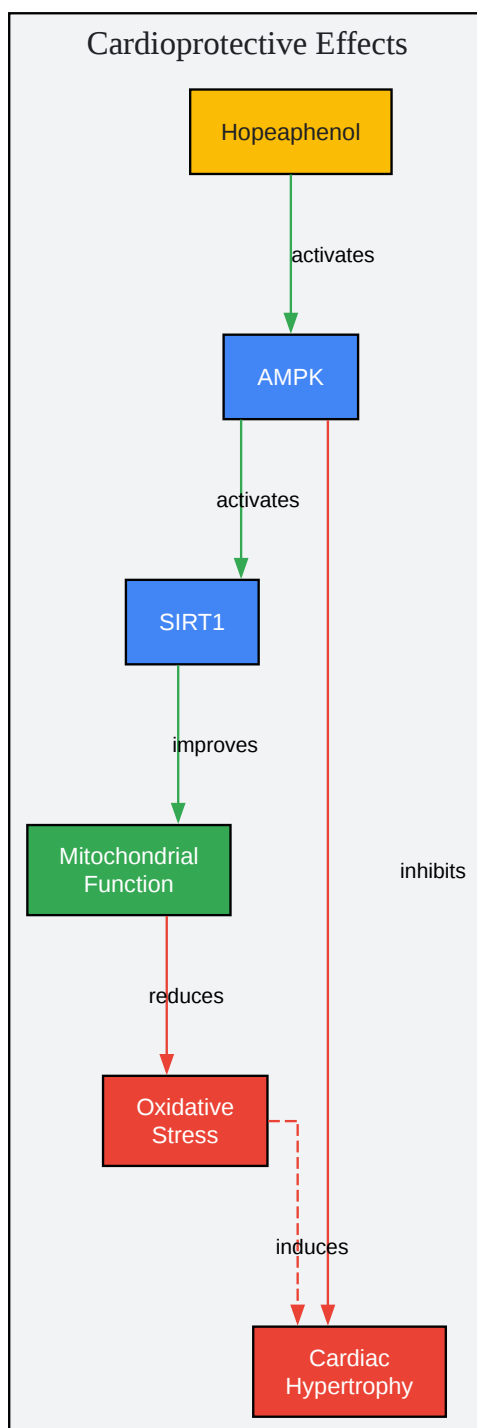 Cardioprotective Effects
Hopeaphenol
activates
AMPK
activates
SIRT1
improves
Mitochondrial
Function
inhibits
reduces
Oxidative
Stress
induces
Cardiac
Hypertrophy